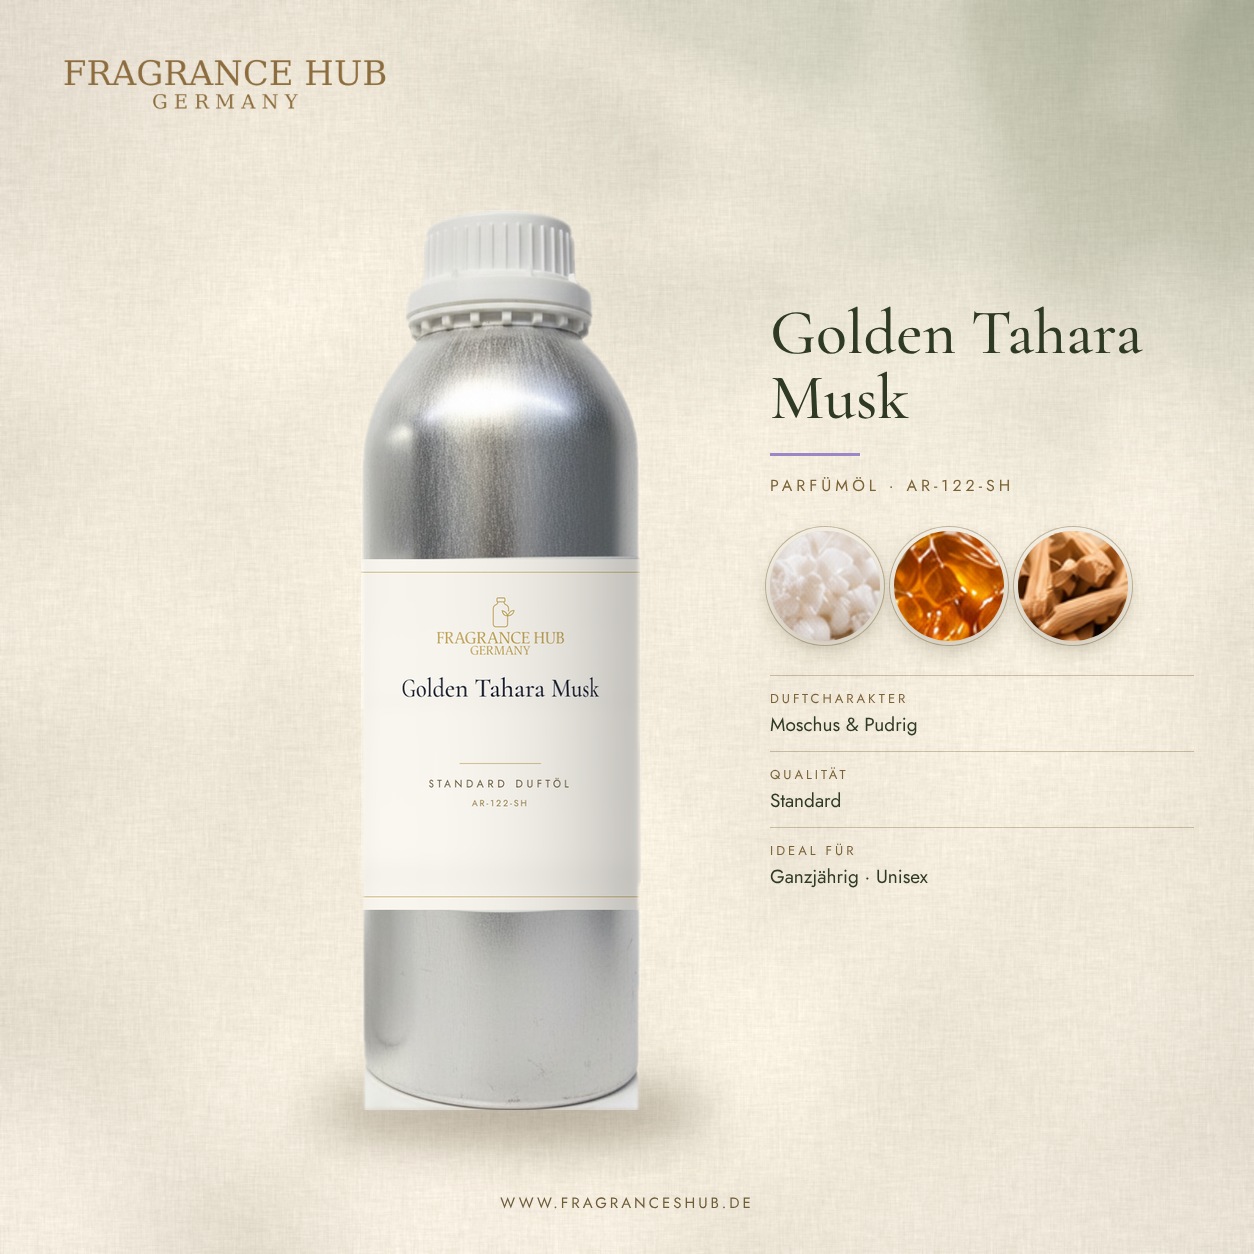 FRAGRANCE HUB
GERMANY
Golden Tahara
Musk
PARFÜMÖL · AR-122-SH
FRAGRANCE HUB
GERMANY
Golden Tahara Musk
STANDARD DUFTÖL
AR-122-SH
DUFTCHARAKTER
Moschus & Pudrig
QUALITÄT
Standard
IDEAL FÜR
Ganzjährig · Unisex
WWW.FRAGRANCESHUB.DE